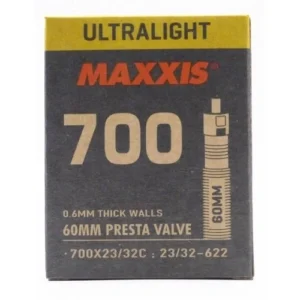 ULTRALIGHT
MAXXIS®
700
60MM
0.6MM THICK WALLS
60MM PRESTA VALVE
·700X23/32C : 23/32-622